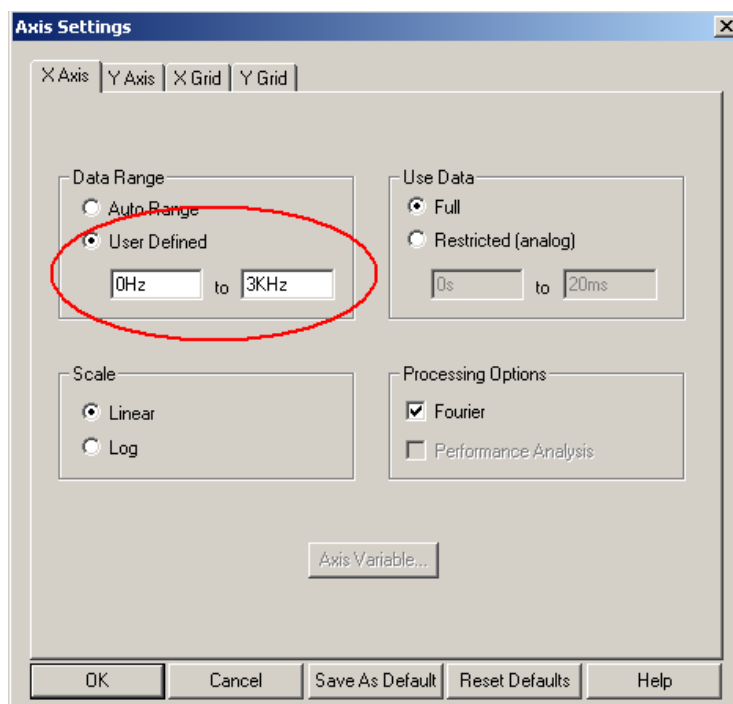 Axis Settings
X Axis Y Axis X Grid Y Grid
Data Range
Auto Range
User Defined
0Hz to 3KHz
Use Data
Full
Restricted (analog)
0s to 20ms
Scale
Linear
Log
Processing Options
Fourier
Performance Analysis
Axis Variable...
OK Cancel Save As Default Reset Defaults Help